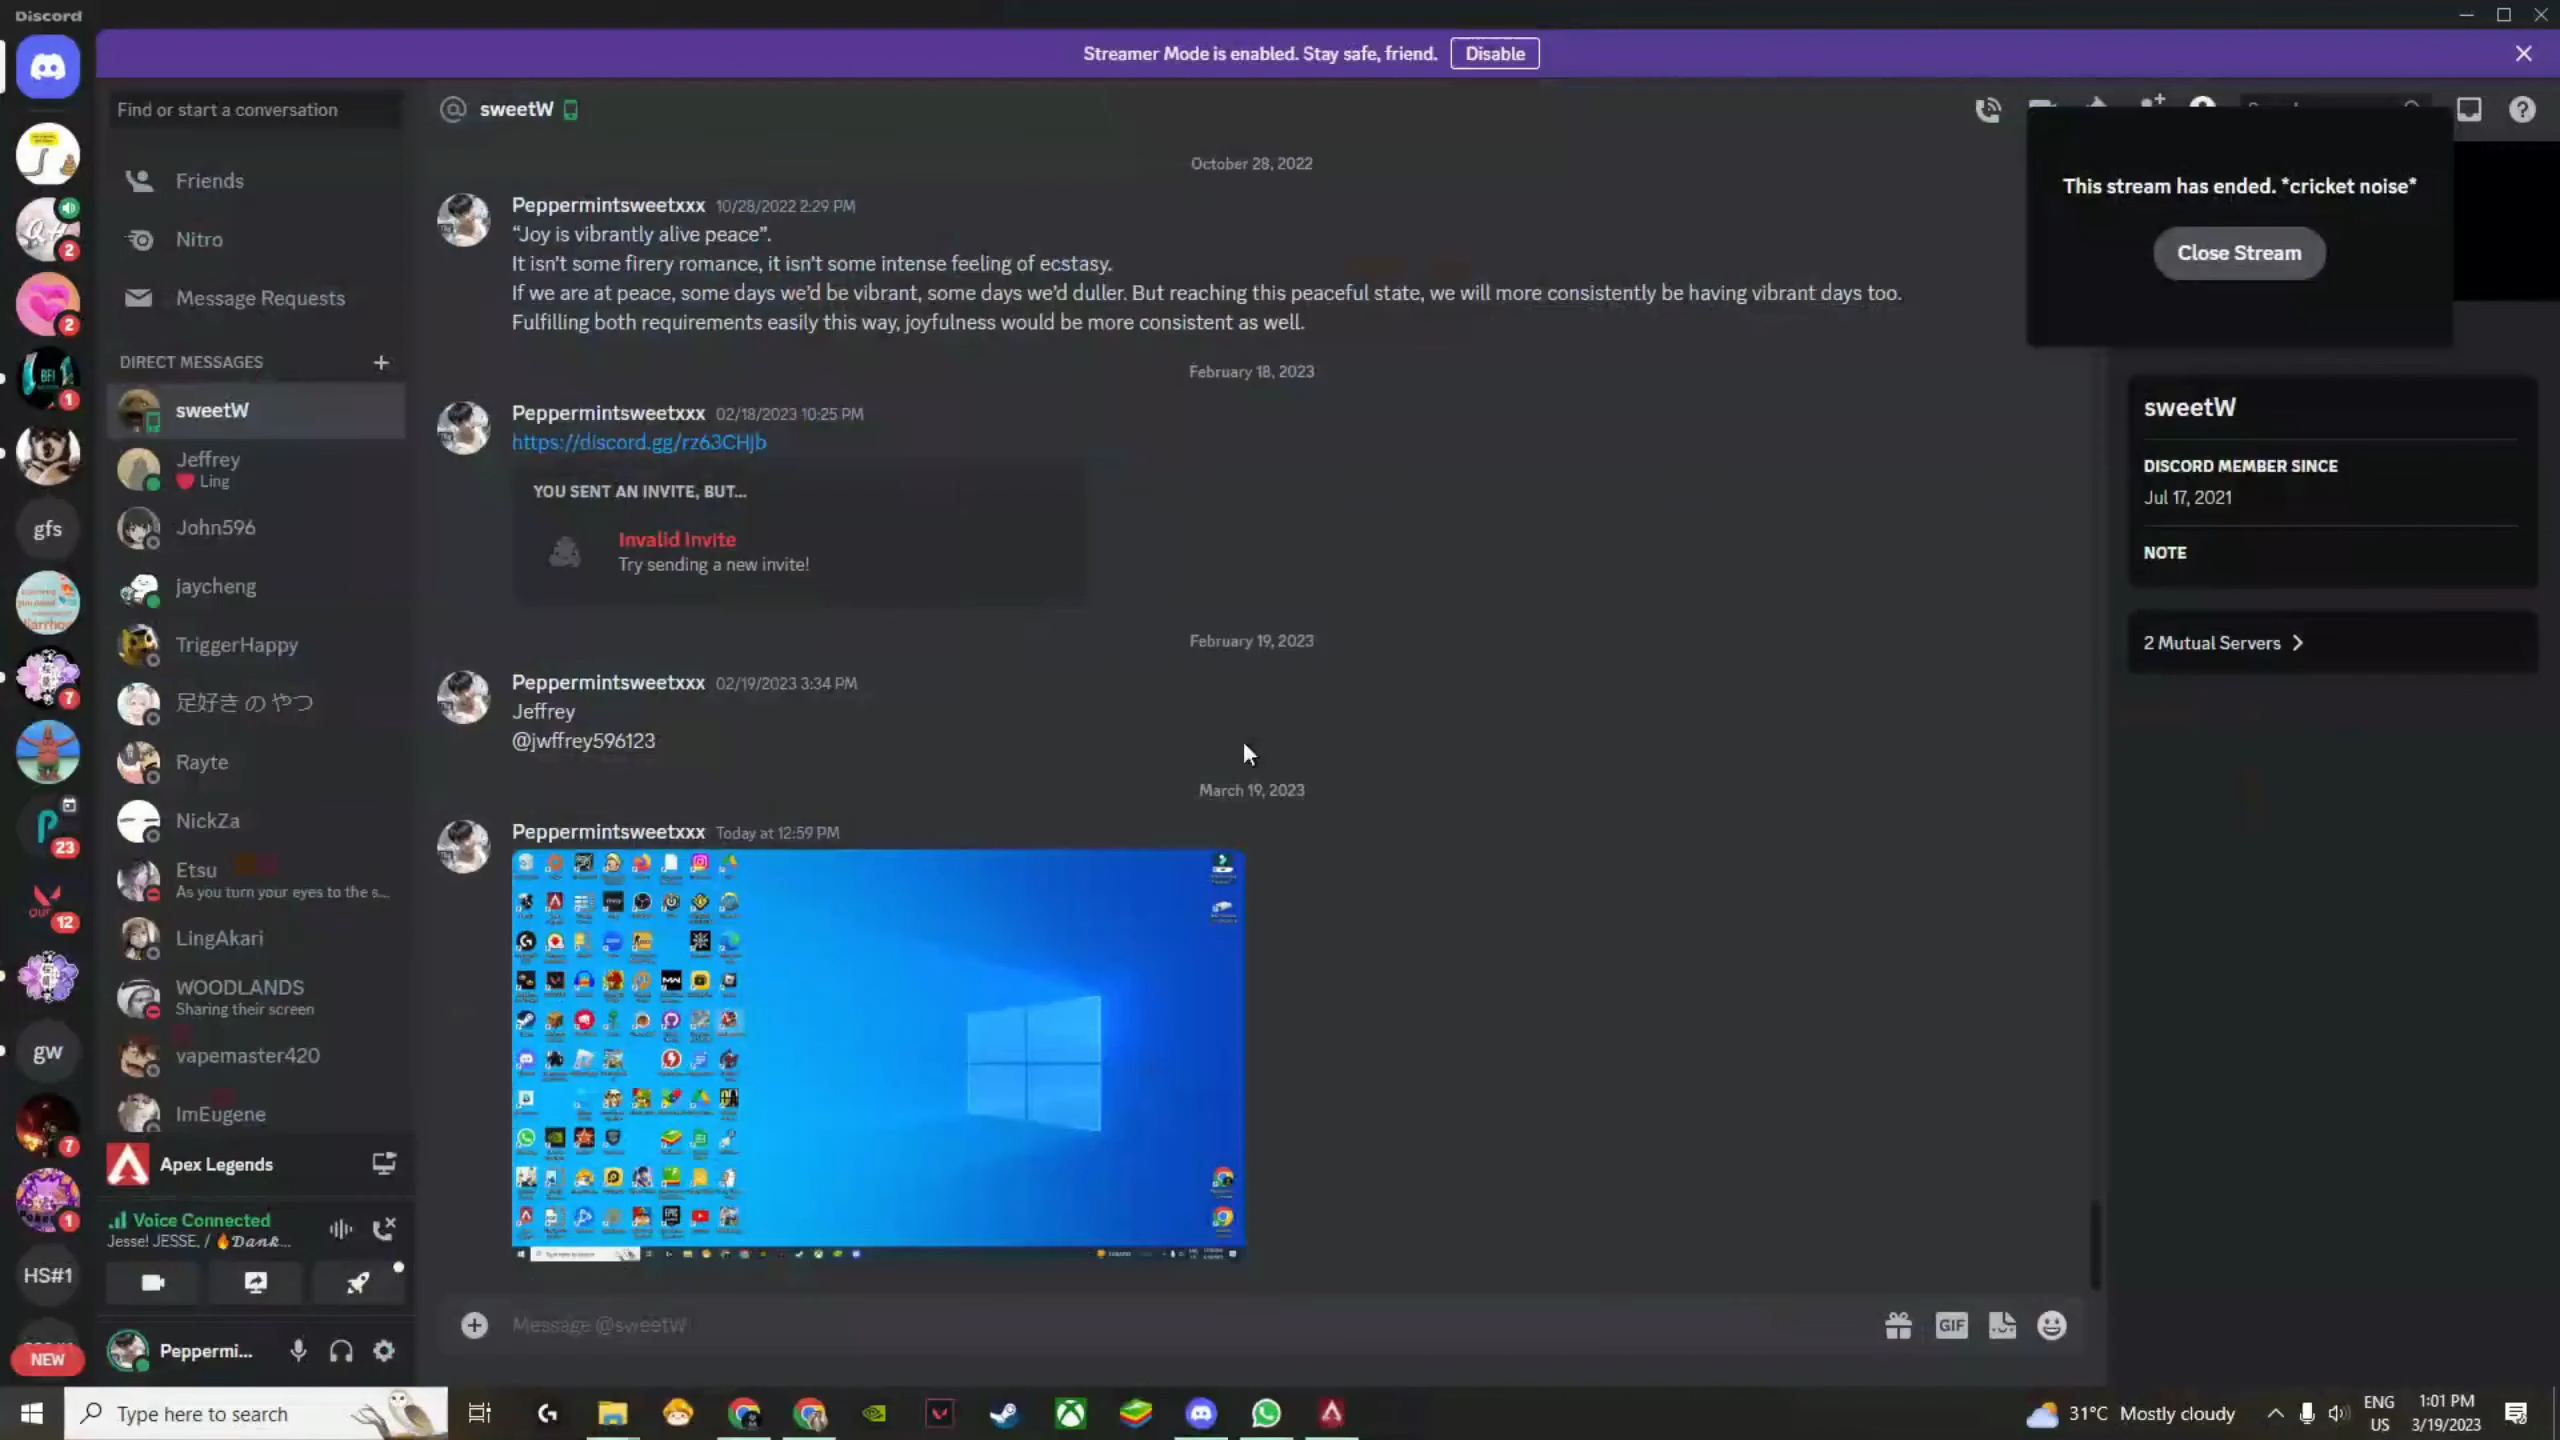 Discord
Streamer Mode is enabled. Stay safe, friend.
Disable
Find or start a conversation
Friends
Nitro
Message Requests
DIRECT MESSAGES
sweetW
Jeffrey
Ling
John596
jaycheng
TriggerHappy
足好き の やつ
Rayte
NickZa
Etsu
As you turn your eyes to the s...
LingAkari
WOODLANDS
Sharing their screen
vapemaster420
ImEugene
Apex Legends
Voice Connected
Jesse! JESSE, / 🔥Dank...
Peppermi...
2
2
BFI
1
gfs
7
23
12
gw
7
1
HS#1
NEW
sweetW
October 28, 2022
Peppermintsweetxxx 10/28/2022 2:29 PM
“Joy is vibrantly alive peace”.
It isn't some firery romance, it isn't some intense feeling of ecstasy.
If we are at peace, some days we'd be vibrant, some days we'd duller. But reaching this peaceful state, we will more consistently be having vibrant days too.
Fulfilling both requirements easily this way, joyfulness would be more consistent as well.
February 18, 2023
Peppermintsweetxxx 02/18/2023 10:25 PM
https://discord.gg/rz63CHjb
YOU SENT AN INVITE, BUT...
Invalid Invite
Try sending a new invite!
February 19, 2023
Peppermintsweetxxx 02/19/2023 3:34 PM
Jeffrey
@jwffrey596123
March 19, 2023
Peppermintsweetxxx Today at 12:59 PM
Message @sweetW
GIF
This stream has ended. *cricket noise*
Close Stream
sweetW
DISCORD MEMBER SINCE
Jul 17, 2021
NOTE
2 Mutual Servers
Type here to search
31°C Mostly cloudy
ENG
US
1:01 PM
3/19/2023